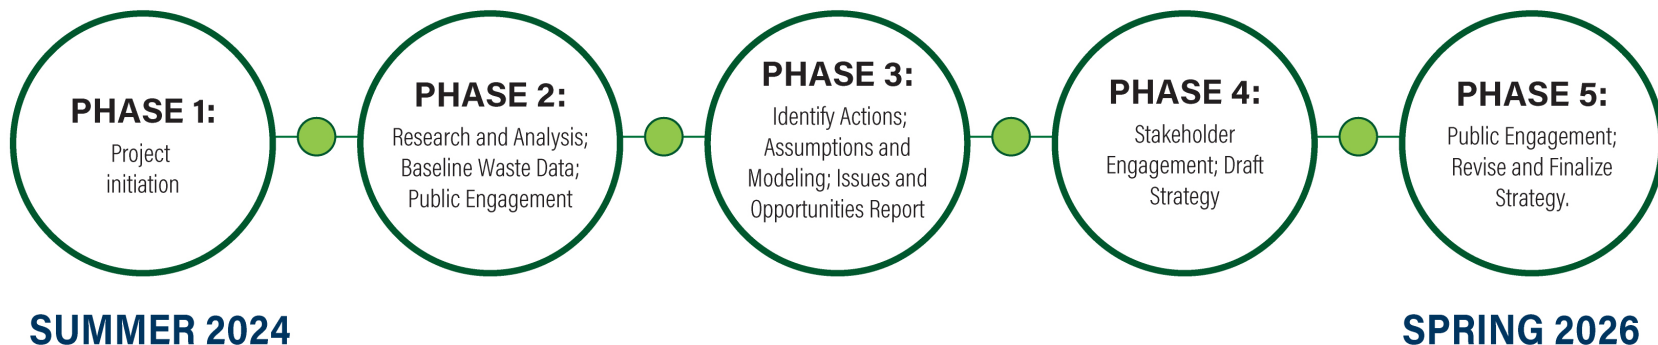 PHASE 1:
Project
initiation
PHASE 2:
Research and Analysis;
Baseline Waste Data;
Public Engagement
PHASE 3:
Identify Actions;
Assumptions and
Modeling; Issues and
Opportunities Report
PHASE 4:
Stakeholder
Engagement; Draft
Strategy
PHASE 5:
Public Engagement;
Revise and Finalize
Strategy.
SUMMER 2024
SPRING 2026